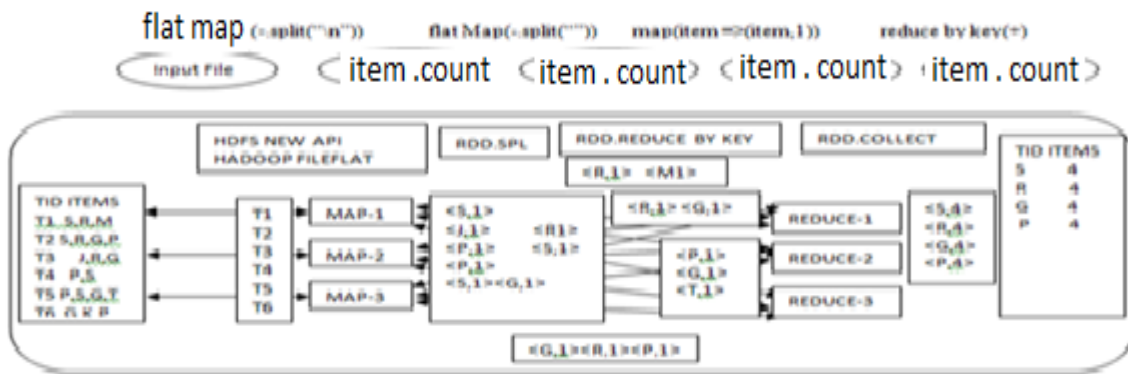 flat map (=.split("\n")) flat Map(=.split("")) map(item =>(item,1)) reduce by key(+)
Input File item .count item . count item . count item . count
HDFS NEW API
HADOOP FILEFLAT
RDD.SPL
RDD.REDUCE BY KEY
RDD.COLLECT
<R,1> <M1>
TID ITEMS
T1 S,R,M
T2 S,R,G,P
T3 J,R,G
T4 P,S
T5 P,S,G,T
T6 G,K,P
T1
T2
T3
T4
T5
T6
MAP-1
MAP-2
MAP-3
<S,1>
<J,1> <R1>
<P,1> <S;1>
<P,1>
<S,1><G,1>
<R,1> <G,1>
<P,1>
<G,1>
<T,1>
REDUCE-1
REDUCE-2
REDUCE-3
<S,4>
<R,4>
<G,4>
<P,4>
TID ITEMS
S 4
R 4
G 4
P 4
<G,1><R,1><P,1>